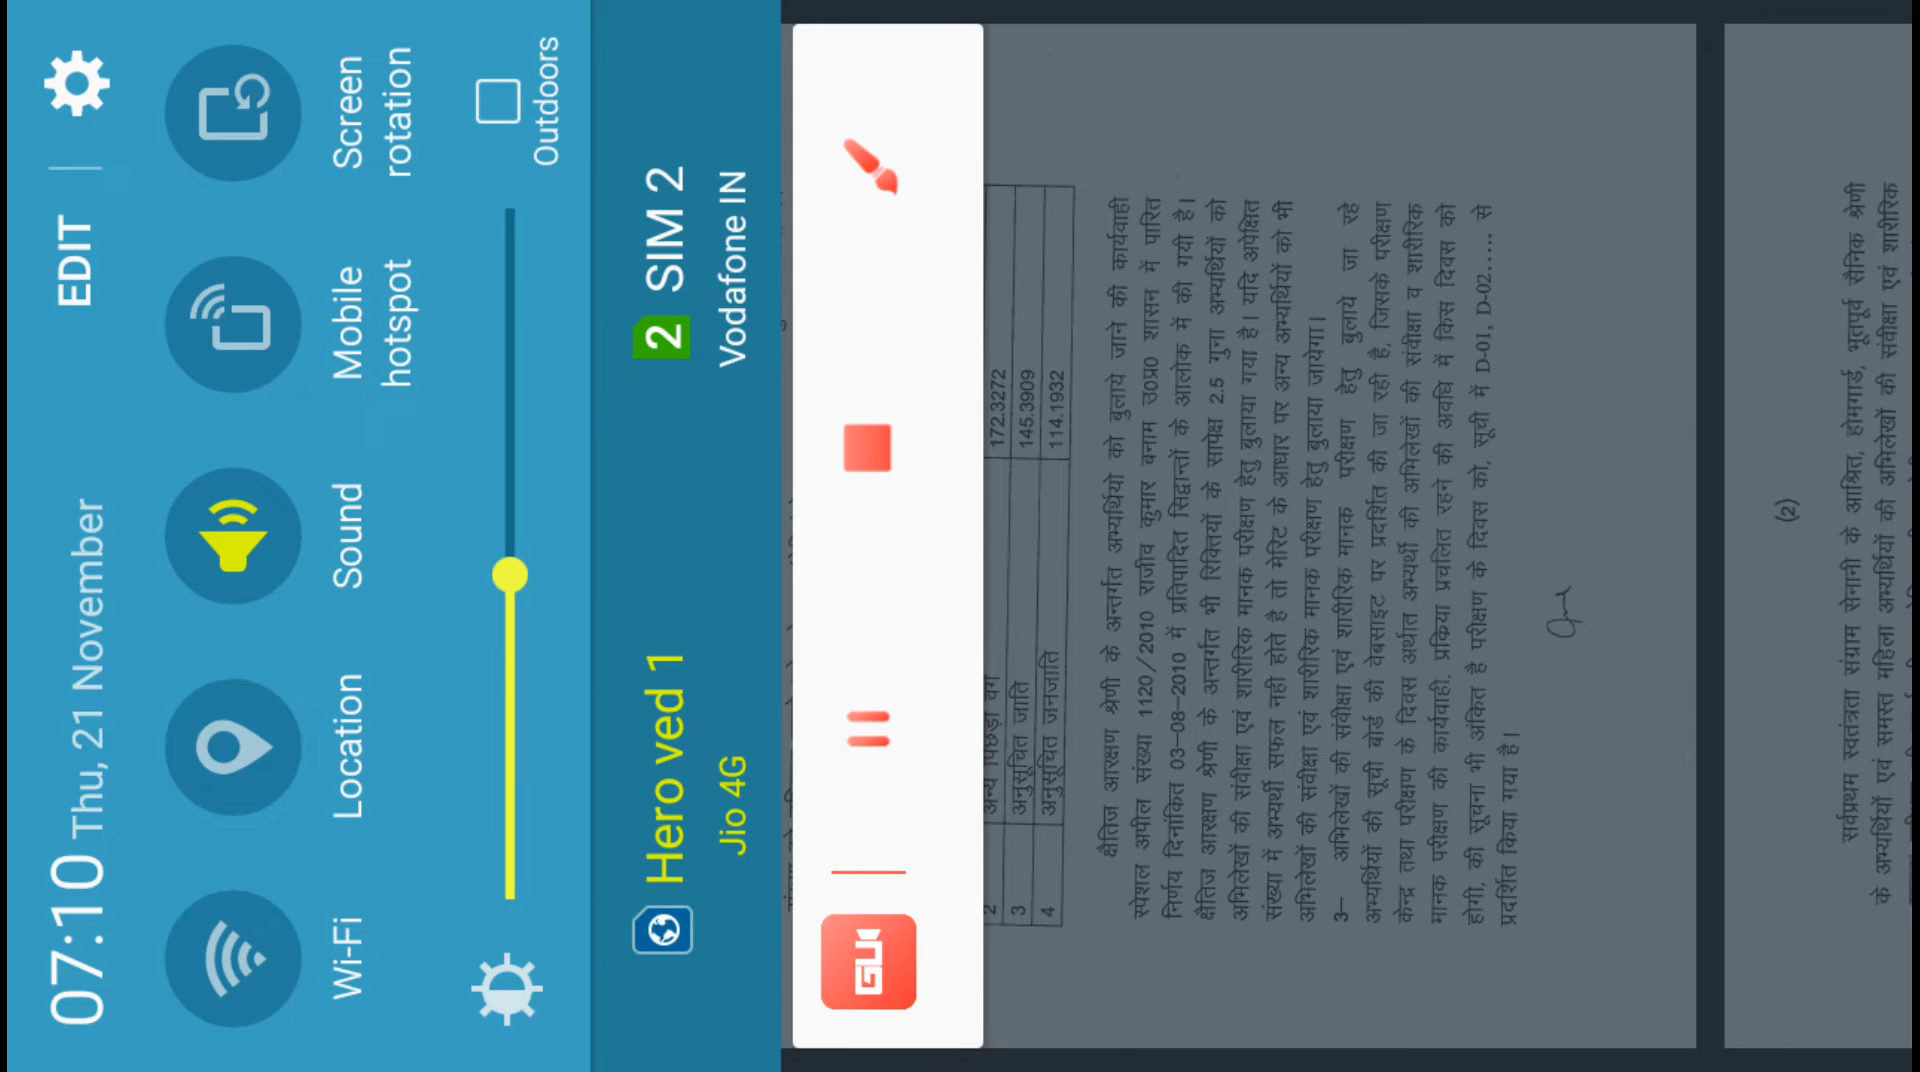 07:10 Thu, 21 November EDIT
Wi-Fi
Location
Sound
Mobile
hotspot
Screen
rotation
Outdoors
Hero ved 1
Jio 4G
2 SIM 2
Vodafone IN
GU
2 अन्य पिछड़ा वर्ग 172.3272
3 अनुसूचित जाति 145.3909
4 अनुसूचित जनजाति 114.1932
क्षैतिज आरक्षण श्रेणी के अन्तर्गत अभ्यर्थियो को बुलाये जाने की कार्यवाही
स्पेशल अपील संख्या 1120/2010 राजीव कुमार बनाम उ0प्र0 शासन में पारित
निर्णय दिनांकित 03-08-2010 में प्रतिपादित सिद्वान्तों के आलोक में की गयी है।
क्षैतिज आरक्षण श्रेणी के अन्तर्गत भी रिक्तियों के सापेक्ष 2.5 गुना अभ्यर्थियों को
अभिलेखों की संवीक्षा एवं शारीरिक मानक परीक्षण हेतु बुलाया गया है। यदि अपेक्षित
संख्या में अभ्यर्थी सफल नही होते है तो मेरिट के आधार पर अन्य अभ्यर्थियों को भी
अभिलेखों की संवीक्षा एवं शारीरिक मानक परीक्षण हेतु बुलाया जायेगा।
3— अभिलेखों की संवीक्षा एवं शारीरिक मानक परीक्षण हेतु बुलाये जा रहे
अभ्यर्थियों की सूची बोर्ड की वेबसाइट पर प्रदर्शित की जा रही है, जिसके परीक्षण
केन्द्र तथा परीक्षण के दिवस अर्थात अभ्यर्थी की अभिलेखों की संवीक्षा व शारीरिक
मानक परीक्षण की कार्यवाही, प्रकिया प्रचलित रहने की अवधि में किस दिवस को
होगी, की सूचना भी अंकित है परीक्षण के दिवस को, सूची में D-01, D-02..... से
प्रदर्शित किया गया है।
(2)
सर्वप्रथम स्वतंत्रता संग्राम सेनानी के आश्रित, होमगार्ड, भूतपूर्व सैनिक श्रेणी
के अभ्यर्थियों एवं समस्त महिला अभ्यर्थियों की अभिलेखों की संवीक्षा एवं शारीरिक